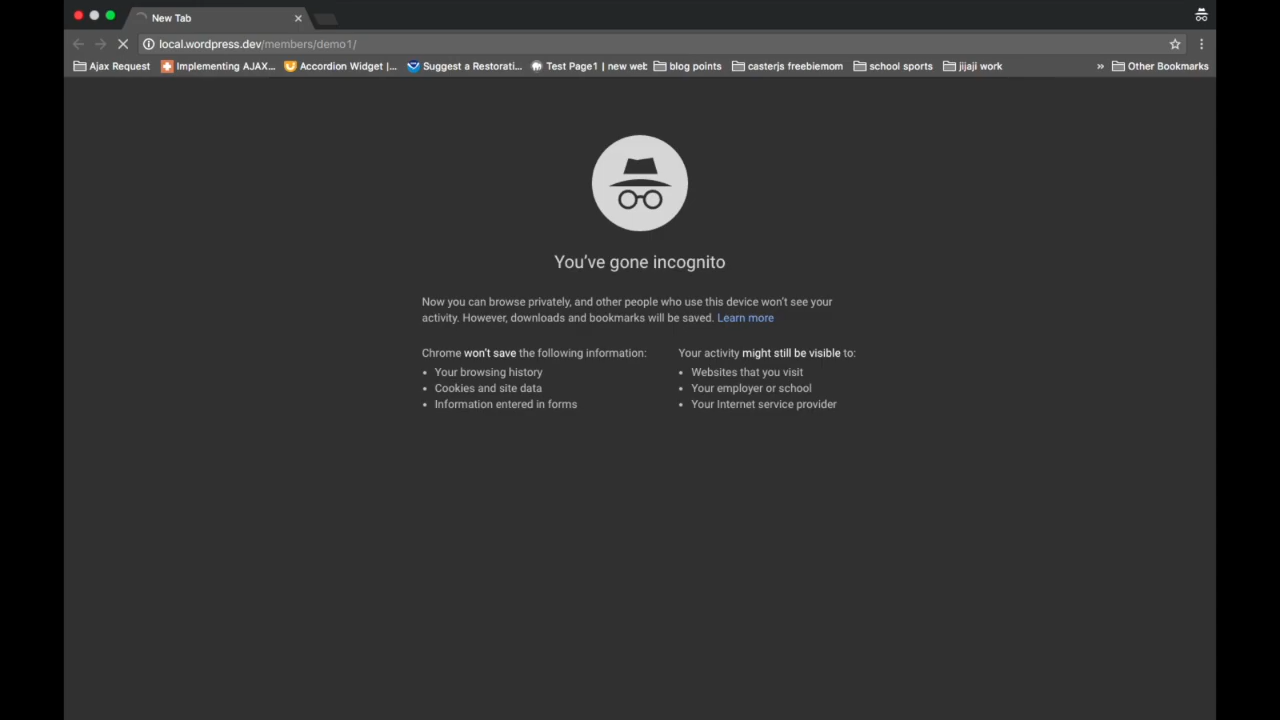 New Tab
local.wordpress.dev/members/demo1/
Ajax Request Implementing AJAX... Accordion Widget |... Suggest a Restorati... Test Page1 | new web blog points casterjs freebiemom school sports jijaji work » Other Bookmarks
You've gone incognito
Now you can browse privately, and other people who use this device won't see your
activity. However, downloads and bookmarks will be saved. Learn more
Chrome won't save the following information:
• Your browsing history
• Cookies and site data
• Information entered in forms
Your activity might still be visible to:
• Websites that you visit
• Your employer or school
• Your Internet service provider